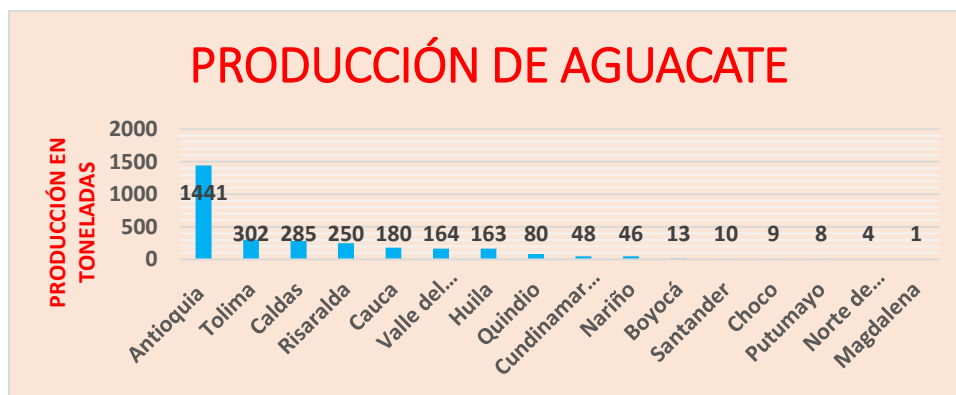 PRODUCCIÓN DE AGUACATE
PRODUCCIÓN EN
TONELADAS
2000
1500
1000
500
0
1441
302
285
250
180
164
163
80
48
46
13
10
9
8
4
1
Antioquia
Tolima
Caldas
Risaralda
Cauca
Valle del...
Huila
Quindio
Cundinamar...
Nariño
Boyocá
Santander
Choco
Putumayo
Norte de...
Magdalena